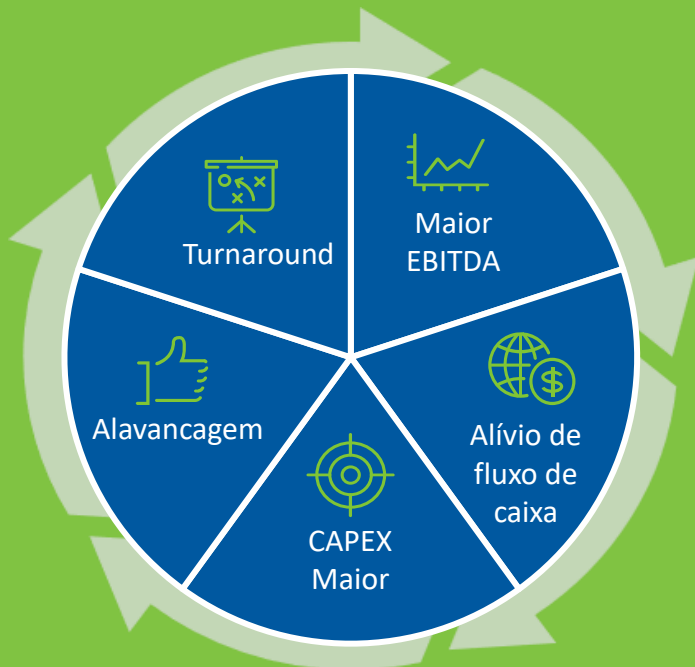 Turnaround
Maior
EBITDA
Alívio de
fluxo de
caixa
CAPEX
Maior
Alavancagem